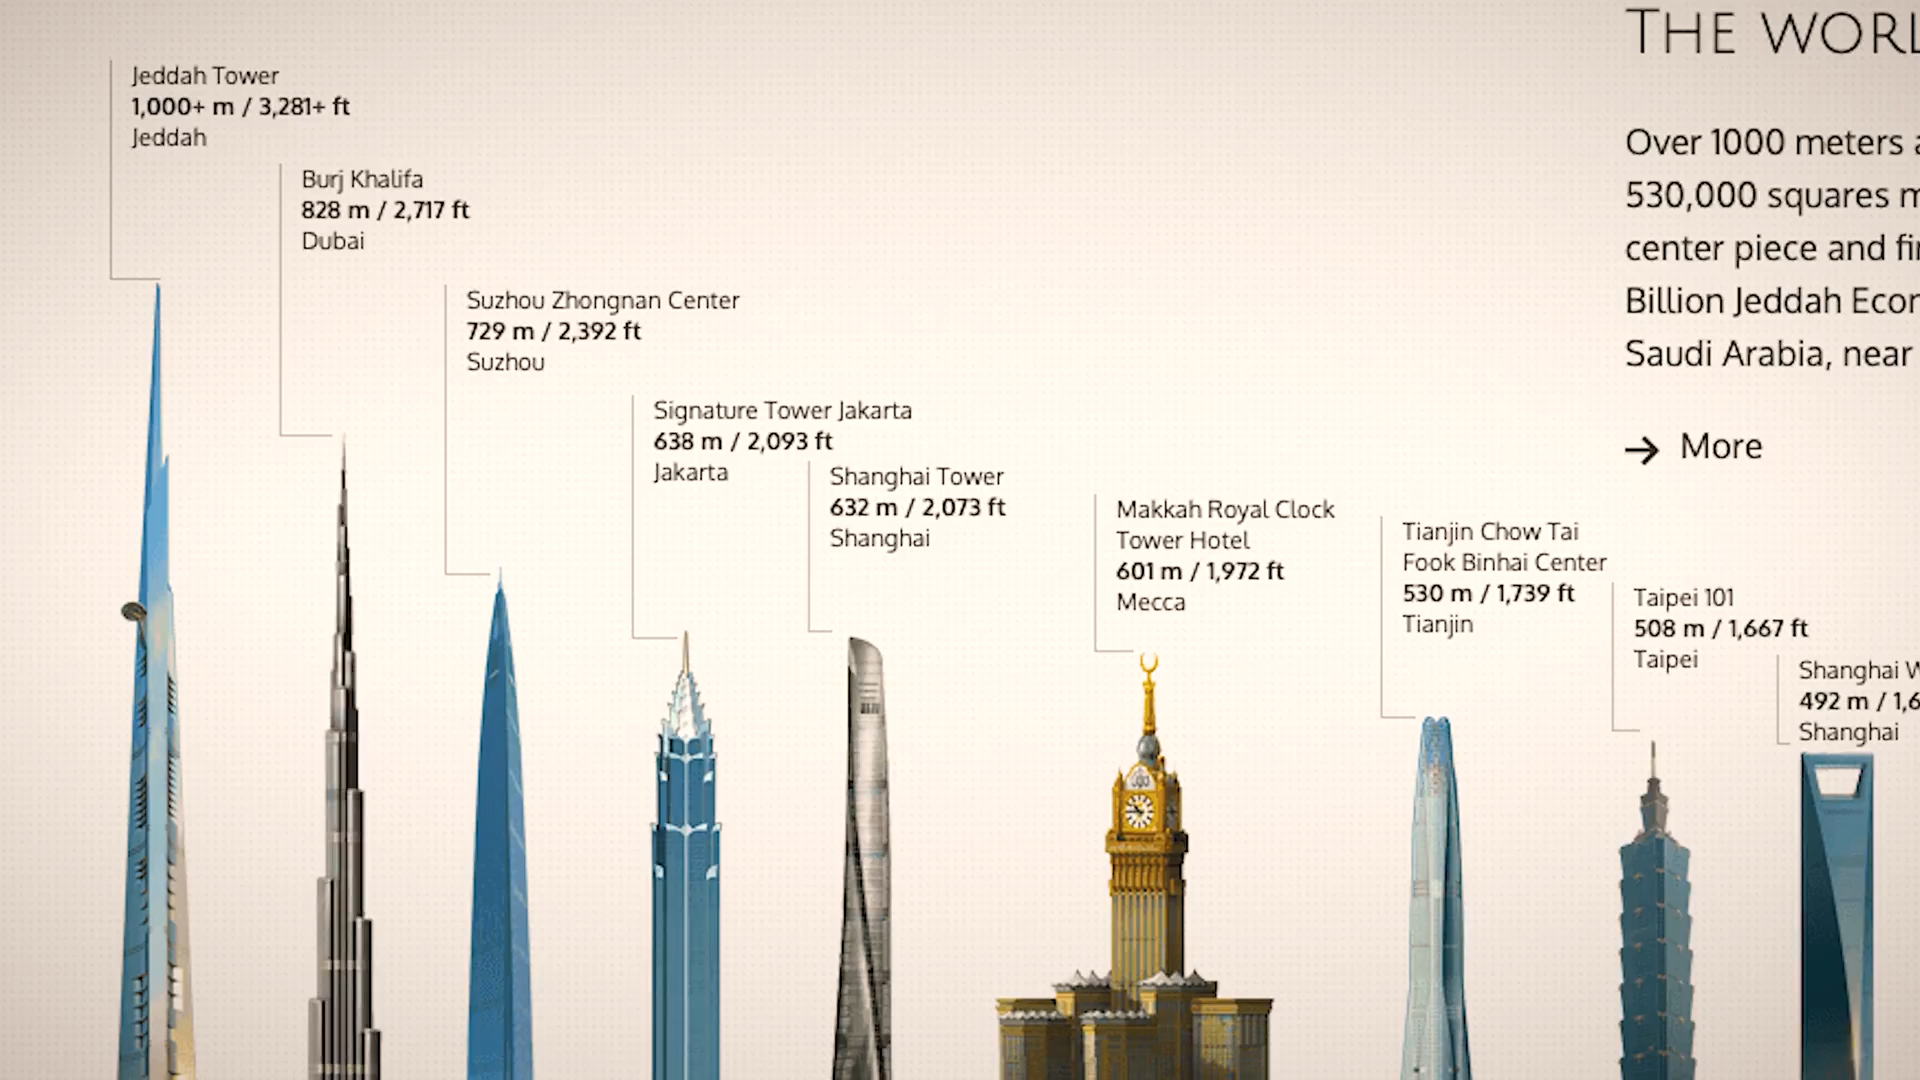 THE WORL
Jeddah Tower
1,000+ m / 3,281+ ft
Jeddah
Burj Khalifa
828 m / 2,717 ft
Dubai
Suzhou Zhongnan Center
729 m / 2,392 ft
Suzhou
Signature Tower Jakarta
638 m / 2,093 ft
Jakarta
Shanghai Tower
632 m / 2,073 ft
Shanghai
Makkah Royal Clock
Tower Hotel
601 m / 1,972 ft
Mecca
Tianjin Chow Tai
Fook Binhai Center
530 m / 1,739 ft
Tianjin
Taipei 101
508 m / 1,667 ft
Taipei
Shanghai W
492 m / 1,6
Shanghai
Over 1000 meters a
530,000 squares m
center piece and fin
Billion Jeddah Econ
Saudi Arabia, near
→ More